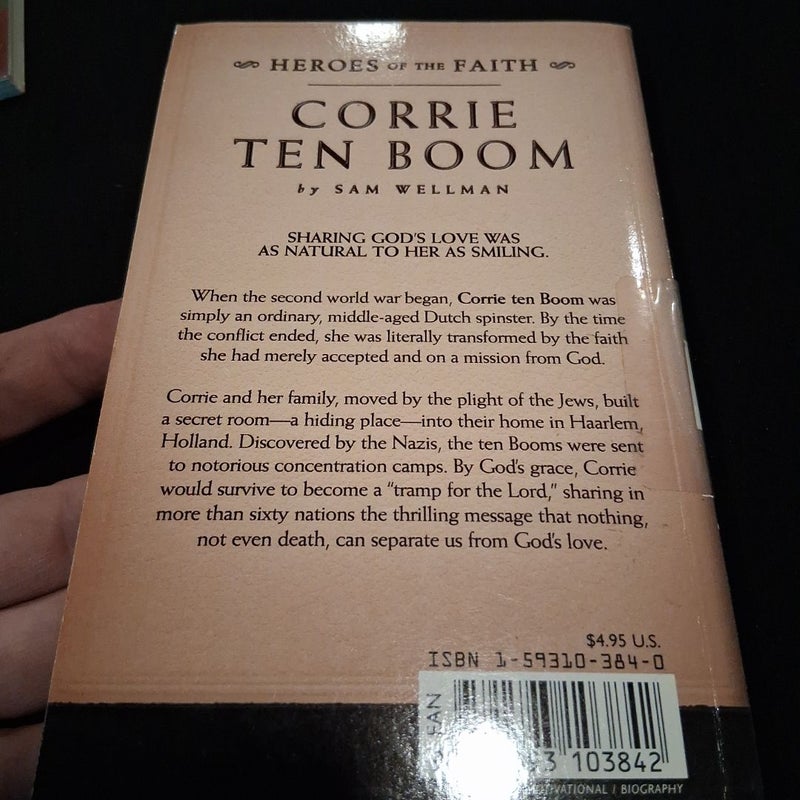 HEROES OF THE FAITH
CORRIE
TEN BOOM
by SAM WELLMAN
SHARING GOD'S LOVE WAS
AS NATURAL TO HER AS SMILING.
When the second world war began, Corrie ten Boom was
simply an ordinary, middle-aged Dutch spinster. By the time
the conflict ended, she was literally transformed by the faith
she had merely accepted and on a mission from God.
Corrie and her family, moved by the plight of the Jews, built
a secret room—a hiding place—into their home in Haarlem,
Holland. Discovered by the Nazis, the ten Booms were sent
to notorious concentration camps. By God's grace, Corrie
would survive to become a "tramp for the Lord," sharing in
more than sixty nations the thrilling message that nothing,
not even death, can separate us from God's love.
$4.95 U.S.
ISBN 1-59310-384-0
EAN
3 103842
/ BIOGRAPHY